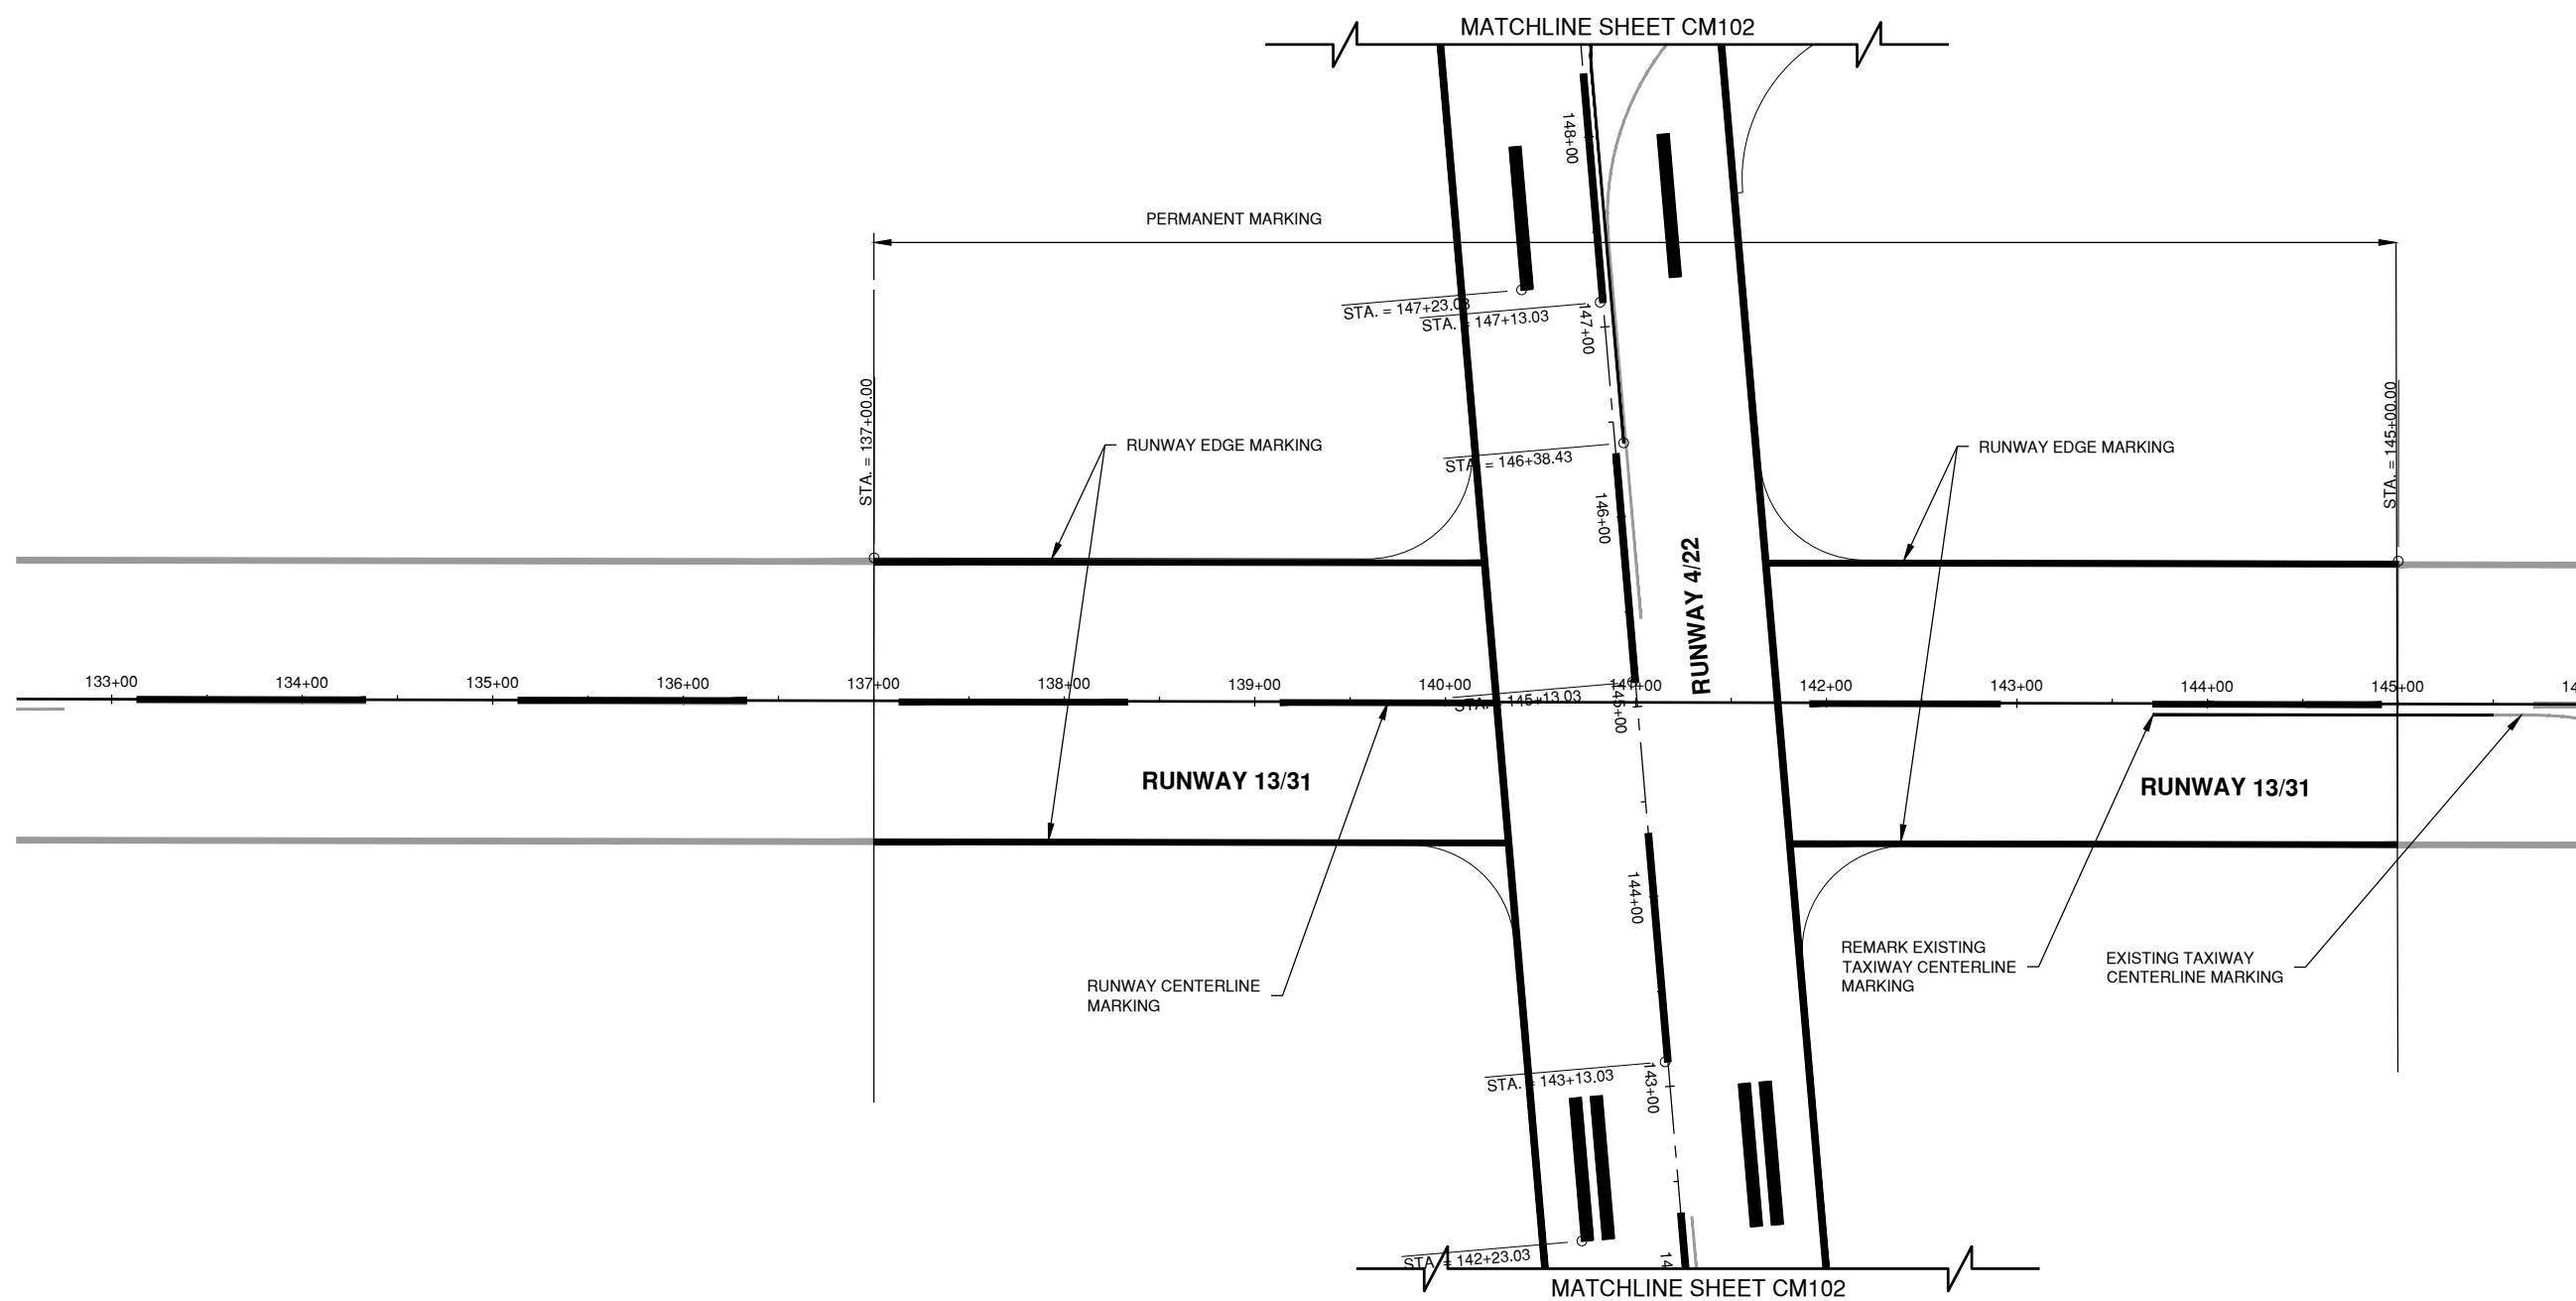 MATCHLINE SHEET CM102
148+00
PERMANENT MARKING
STA. = 147+23.03
STA. = 147+13.03
147+00
STA. = 137+00.00
STA. = 145+00.00
RUNWAY EDGE MARKING
RUNWAY EDGE MARKING
STA. = 146+38.43
146+00
RUNWAY 4/22
133+00
134+00
135+00
136+00
137+00
138+00
139+00
140+00
141+00
142+00
143+00
144+00
145+00
14
STA. = 145+13.03
145+00
RUNWAY 13/31
RUNWAY 13/31
144+00
REMARK EXISTING
TAXIWAY CENTERLINE
MARKING
EXISTING TAXIWAY
CENTERLINE MARKING
RUNWAY CENTERLINE
MARKING
STA. = 143+13.03
143+00
STA. = 142+23.03
14
MATCHLINE SHEET CM102